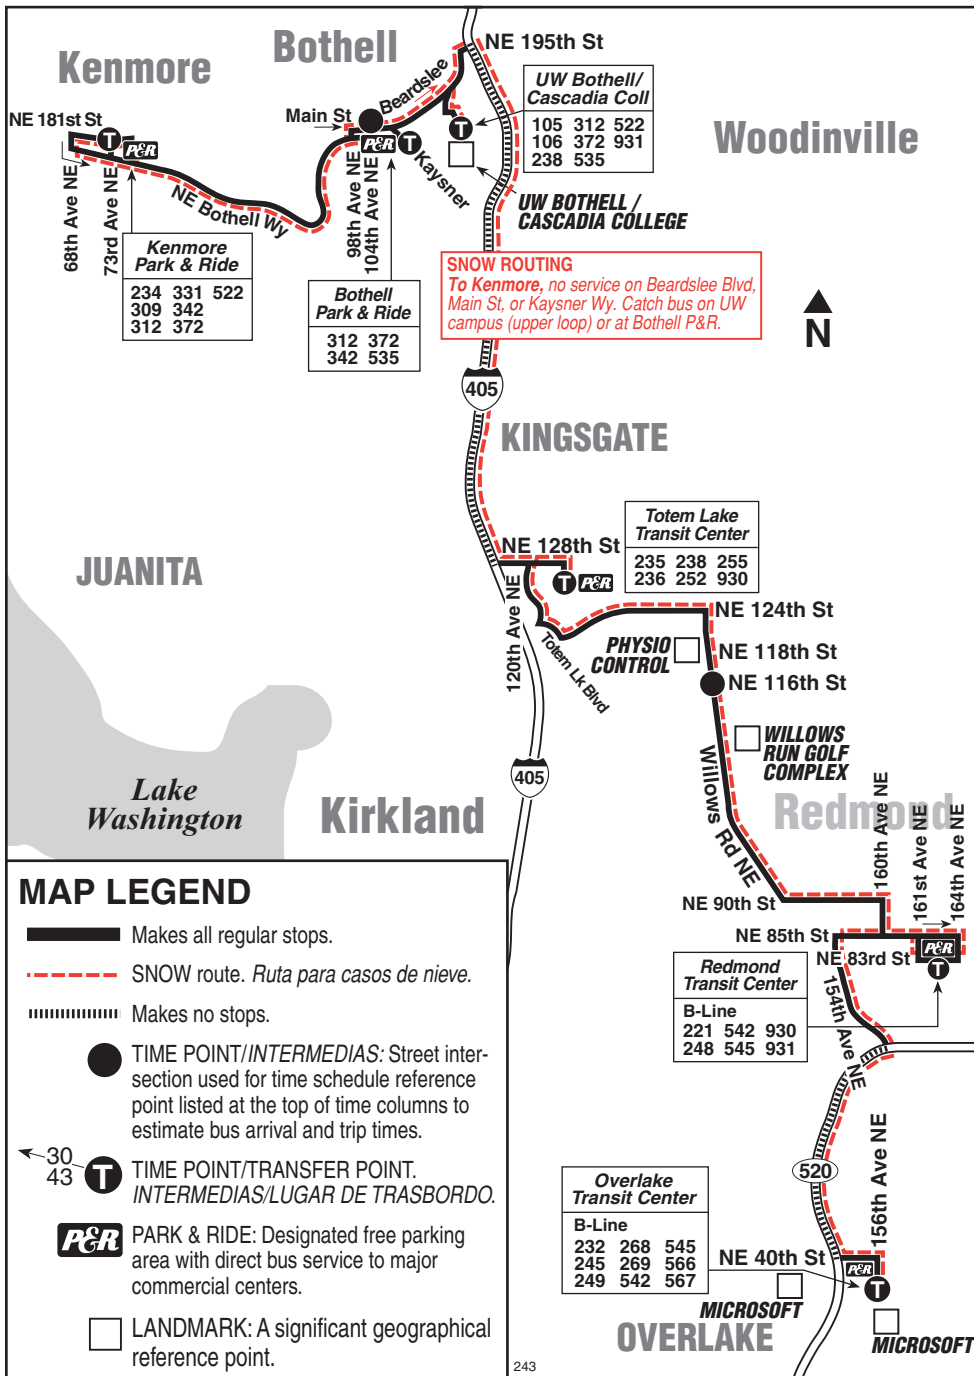 Kenmore
Bothell
NE 195th St
Woodinville
UW Bothell/
Cascadia Coll
105 312 522
106 372 931
238 535
Main St
Beardslee
NE 181st St
T
P&R
P&R
T
T
Kaysner
UW BOTHELL /
CASCADIA COLLEGE
68th Ave NE
73rd Ave NE
NE Bothell Wy
98th Ave NE
104th Ave NE
Kenmore
Park & Ride
234 331 522
309 342
312 372
Bothell
Park & Ride
312 372
342 535
SNOW ROUTING
To Kenmore, no service on Beardslee Blvd,
Main St, or Kaysner Wy. Catch bus on UW
campus (upper loop) or at Bothell P&R.
N
405
KINGSGATE
JUANITA
NE 128th St
T
P&R
Totem Lake
Transit Center
235 238 255
236 252 930
120th Ave NE
Totem Lk Blvd
NE 124th St
PHYSIO
CONTROL
NE 118th St
NE 116th St
WILLOWS
RUN GOLF
COMPLEX
Willows Rd NE
405
Lake
Washington
Kirkland
Redmond
160th Ave NE
161st Ave NE
164th Ave NE
NE 90th St
NE 85th St
NE 83rd St
P&R
T
Redmond
Transit Center
B-Line
221 542 930
248 545 931
154th Ave NE
520
156th Ave NE
Overlake
Transit Center
B-Line
232 268 545
245 269 566
249 542 567
NE 40th St
P&R
T
MICROSOFT
MICROSOFT
OVERLAKE
MAP LEGEND
Makes all regular stops.
SNOW route. Ruta para casos de nieve.
Makes no stops.
TIME POINT/INTERMEDIAS: Street inter-
section used for time schedule reference
point listed at the top of time columns to
estimate bus arrival and trip times.
30
43
T
TIME POINT/TRANSFER POINT.
INTERMEDIAS/LUGAR DE TRASBORDO.
P&R
PARK & RIDE: Designated free parking
area with direct bus service to major
commercial centers.
LANDMARK: A significant geographical
reference point.
243